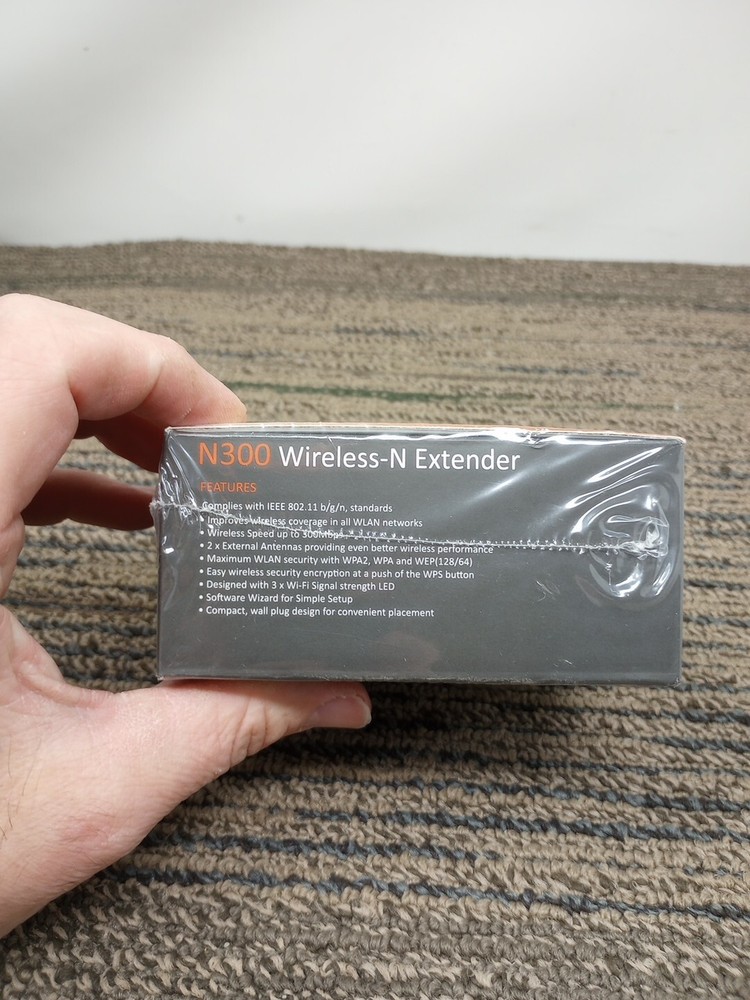 N300 Wireless-N Extender
FEATURES
Complies with IEEE 802.11 b/g/n, standards
• Improves wireless coverage in all WLAN networks
• Wireless Speed up to 300Mbps
• 2 x External Antennas providing even better wireless performance
• Maximum WLAN security with WPA2, WPA and WEP(128/64)
• Easy wireless security encryption at a push of the WPS button
• Designed with 3 x Wi-Fi Signal strength LED
• Software Wizard for Simple Setup
• Compact, wall plug design for convenient placement